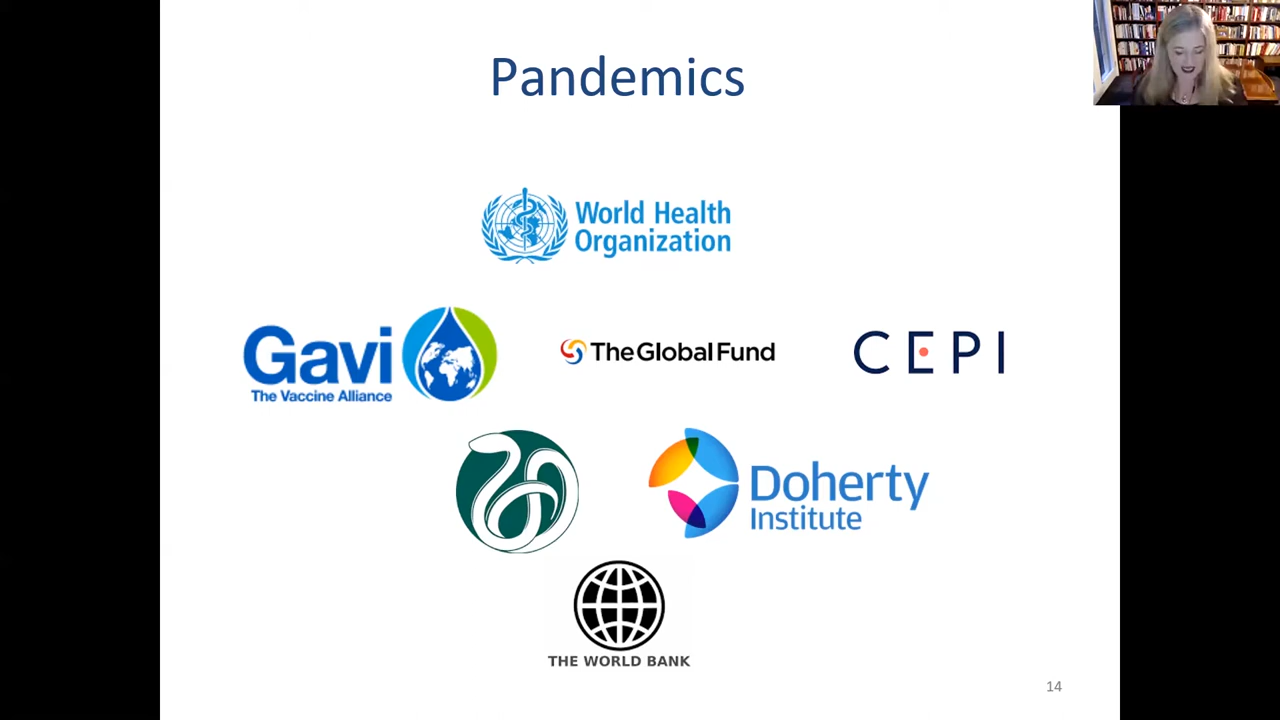 Pandemics
World Health
Organization
Gavi
The Vaccine Alliance
The Global Fund
CEPI
Doherty
Institute
THE WORLD BANK
14